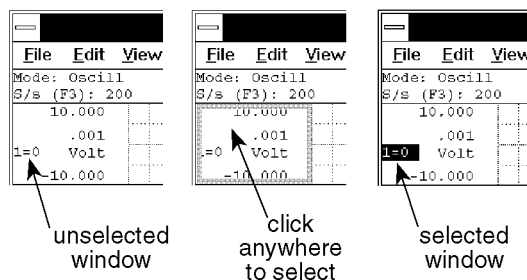 File Edit View
Mode: Oscill
S/s (F3): 200
10.000
.001
1=0 Volt
-10.000
unselected
window
File Edit View
Mode: Oscill
S/s (F3): 200
10.000
.001
=0 Volt
-10.000
click
anywhere
to select
File Edit View
Mode: Oscill
S/s (F3): 200
10.000
.001
1=0 Volt
-10.000
selected
window